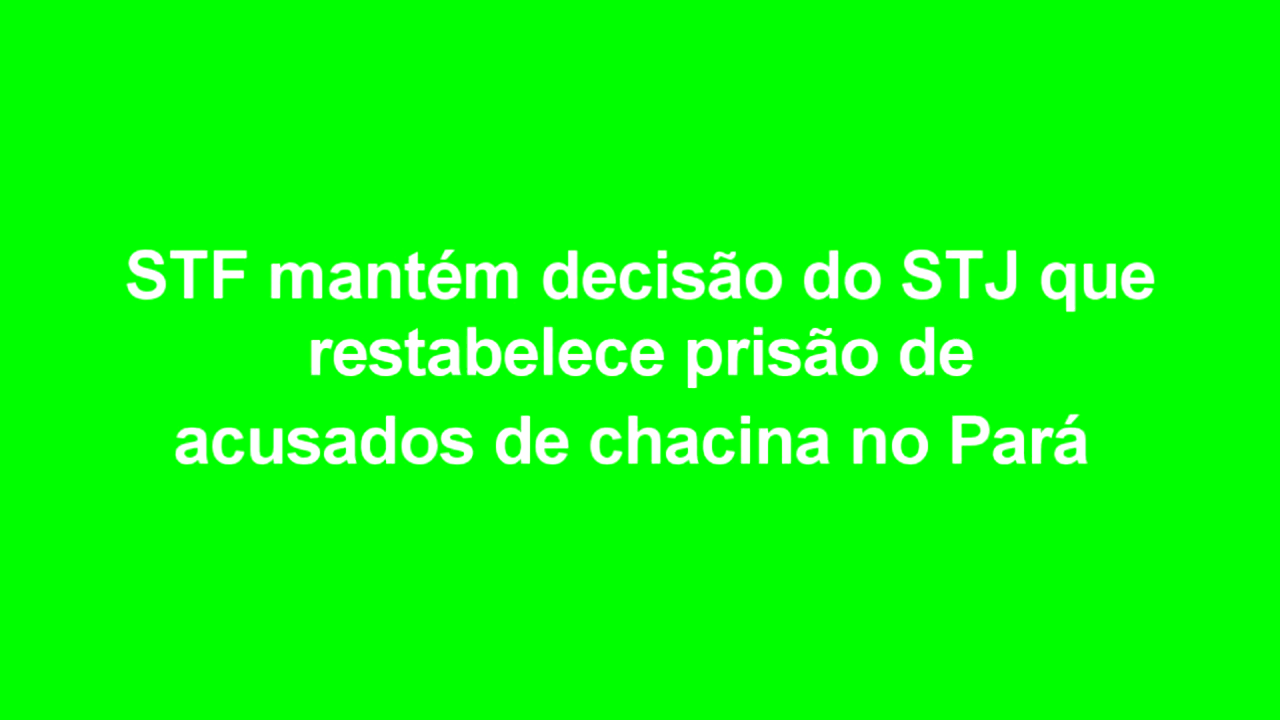 STF mantém decisão do STJ que
restabelece prisão de
acusados de chacina no Pará